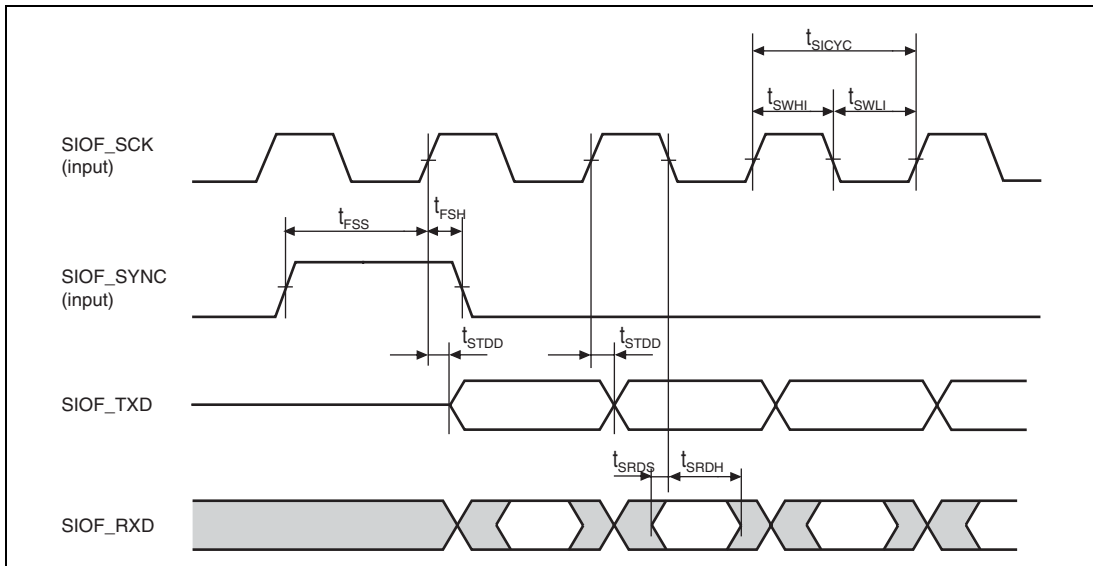 tSICYC
tSWHI tSWLI
SIOF_SCK
(input)
tFSS tFSH
SIOF_SYNC
(input)
tSTDD tSTDD
SIOF_TXD
tSRDS tSRDH
SIOF_RXD